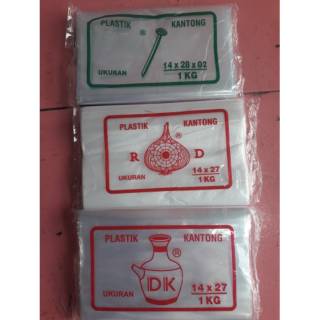 PLASTIK KANTONG
®
14 x 28 x 02
UKURAN 1 KG
PLASTIK KANTONG
®
R D
14 x 27
UKURAN 1 KG
PLASTIK KANTONG
®
DK
14 x 27
UKURAN 1 KG